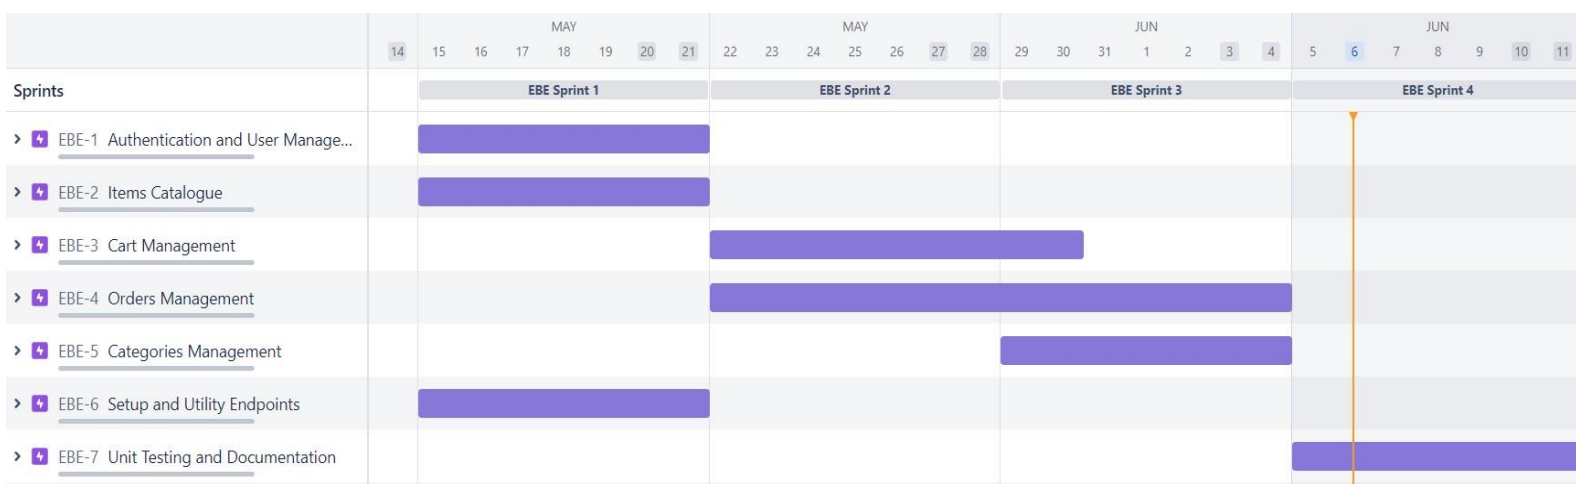 MAY MAY JUN JUN
14 15 16 17 18 19 20 21 22 23 24 25 26 27 28 29 30 31 1 2 3 4 5 6 7 8 9 10 11
Sprints EBE Sprint 1 EBE Sprint 2 EBE Sprint 3 EBE Sprint 4
EBE-1 Authentication and User Manage...
EBE-2 Items Catalogue
EBE-3 Cart Management
EBE-4 Orders Management
EBE-5 Categories Management
EBE-6 Setup and Utility Endpoints
EBE-7 Unit Testing and Documentation